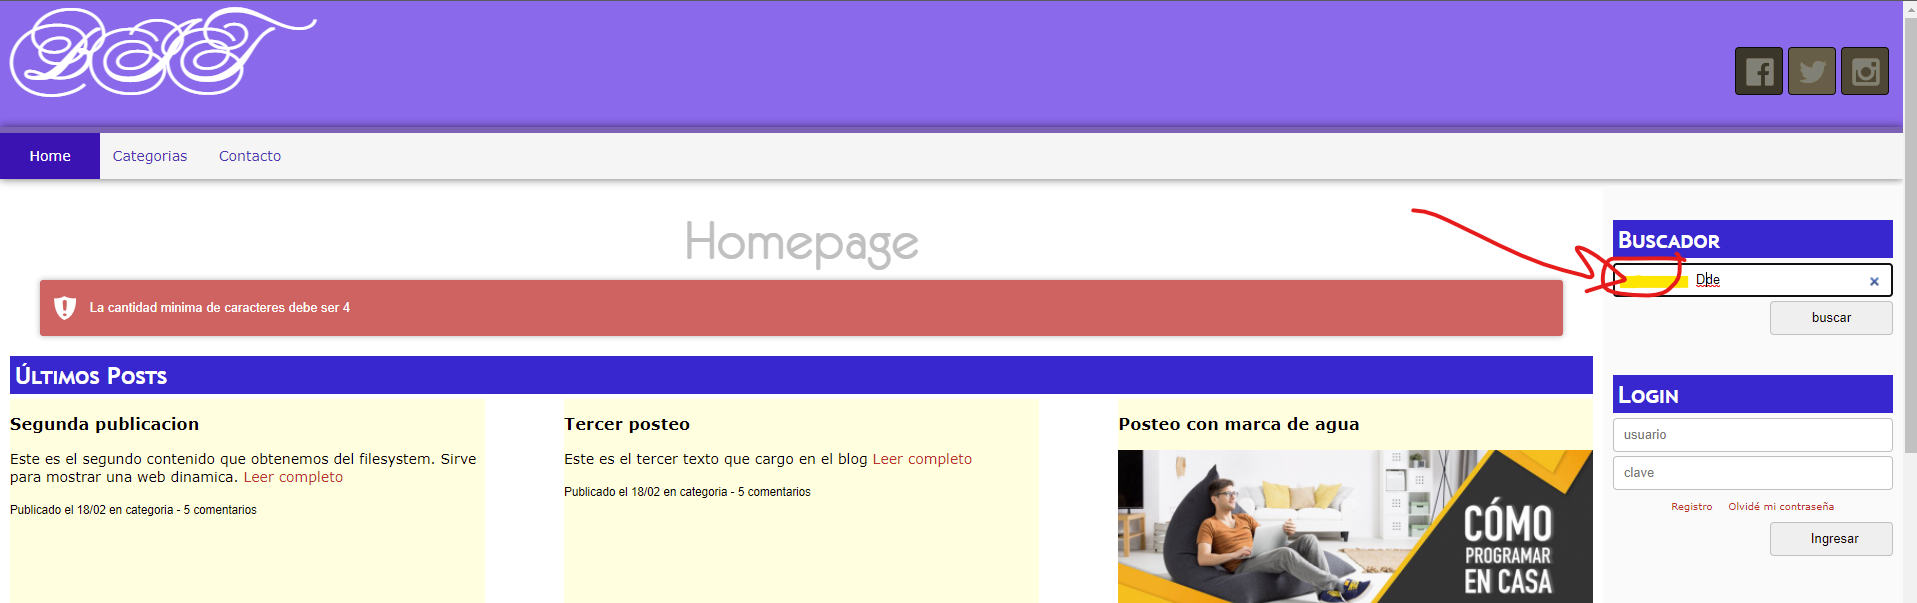 Home
Categorias
Contacto
Homepage
La cantidad minima de caracteres debe ser 4
Últimos Posts
Segunda publicacion
Este es el segundo contenido que obtenemos del filesystem. Sirve
para mostrar una web dinamica. Leer completo
Publicado el 18/02 en categoria - 5 comentarios
Tercer posteo
Este es el tercer texto que cargo en el blog Leer completo
Publicado el 18/02 en categoria - 5 comentarios
Posteo con marca de agua
CÓMO
PROGRAMAR
EN CASA
Buscador
Dde
buscar
Login
usuario
clave
Registro Olvidé mi contraseña
Ingresar